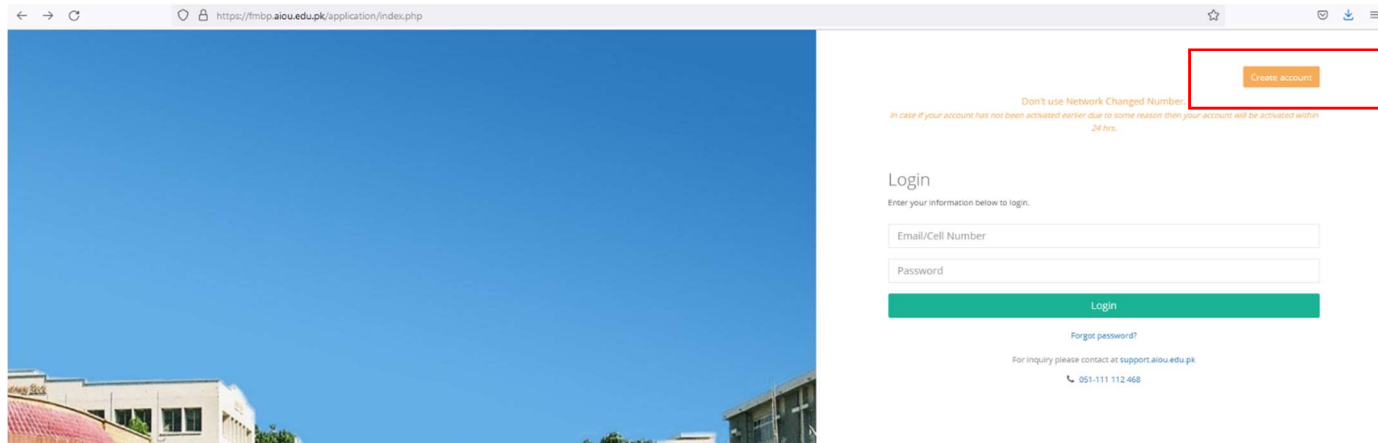 https://fmbp.aiou.edu.pk/application/index.php
Create account
Don't use Network Changed Number.
In case if your account has not been activated earlier due to some reason then your account will be activated within
24 hrs.
Login
Enter your information below to login.
Email/Cell Number
Password
Login
Forgot password?
For inquiry please contact at support.aiou.edu.pk
051-111 112 468